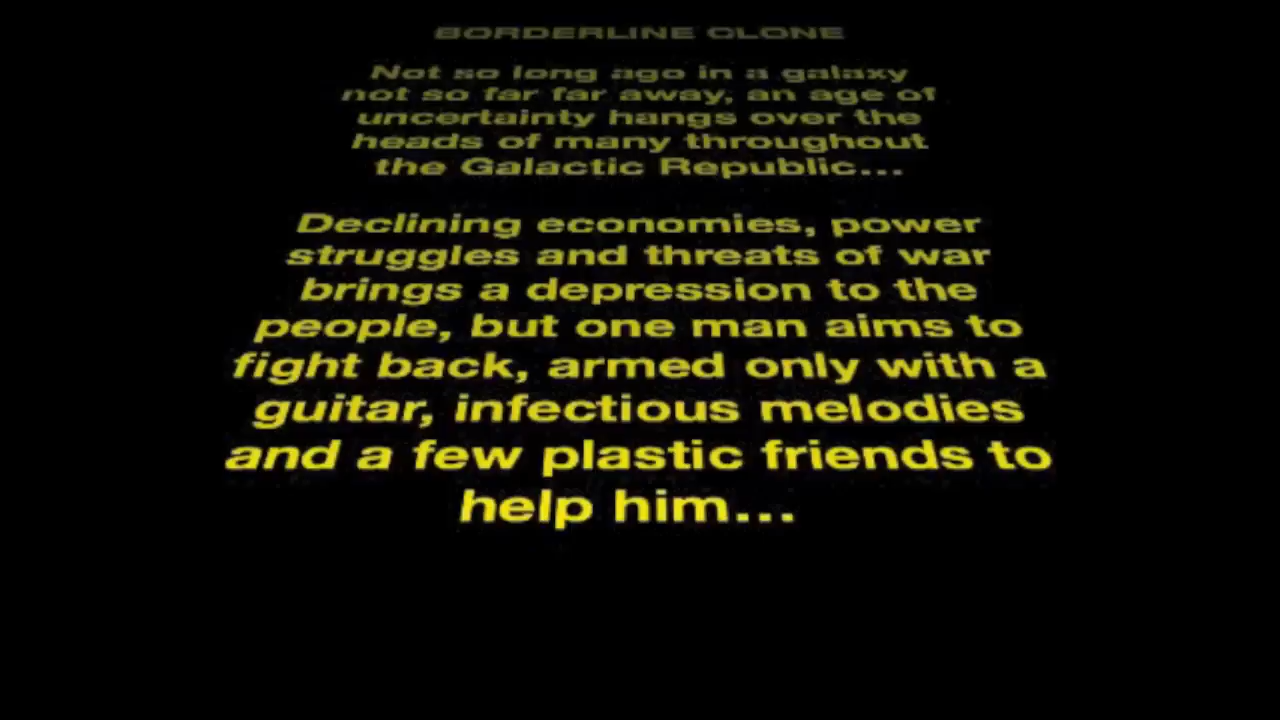 BORDERLINE CLONE
Not so long ago in a galaxy
not so far far away, an age of
uncertainty hangs over the
heads of many throughout
the Galactic Republic...
Declining economies, power
struggles and threats of war
brings a depression to the
people, but one man aims to
fight back, armed only with a
guitar, infectious melodies
and a few plastic friends to
help him...